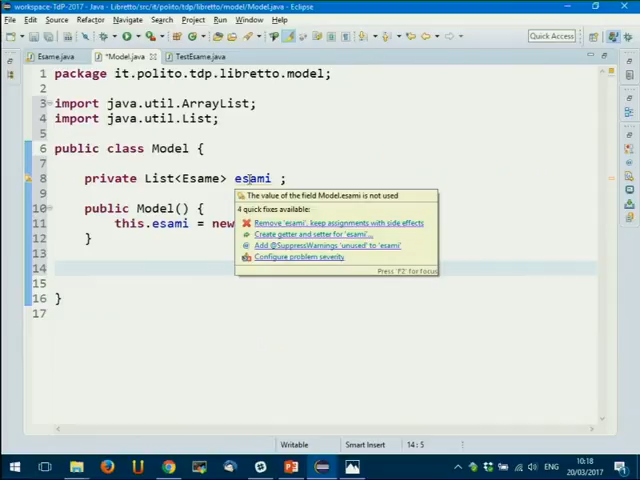 workspace-TdP-2017 - Java - Libretto/src/it/polito/tdp/libretto/model/Model.java - Eclipse
File Edit Source Refactor Navigate Search Project Run Window Help
Quick Access
Esame.java *Model.java TestEsame.java
1 package it.polito.tdp.libretto.model;
2
3 import java.util.ArrayList;
4 import java.util.List;
5
6 public class Model {
7
8 private List<Esame> esami ;
9
The value of the field Model.esami is not used
4 quick fixes available:
10 public Model() {
11 this.esami = new
12 }
Remove 'esami', keep assignments with side effects
Create getter and setter for 'esami'...
Add @SuppressWarnings 'unused' to 'esami'
Configure problem severity
Press 'F2' for focus
13
14
15
16 }
17
Writable Smart Insert 14 : 5
ENG
10:18
20/03/2017